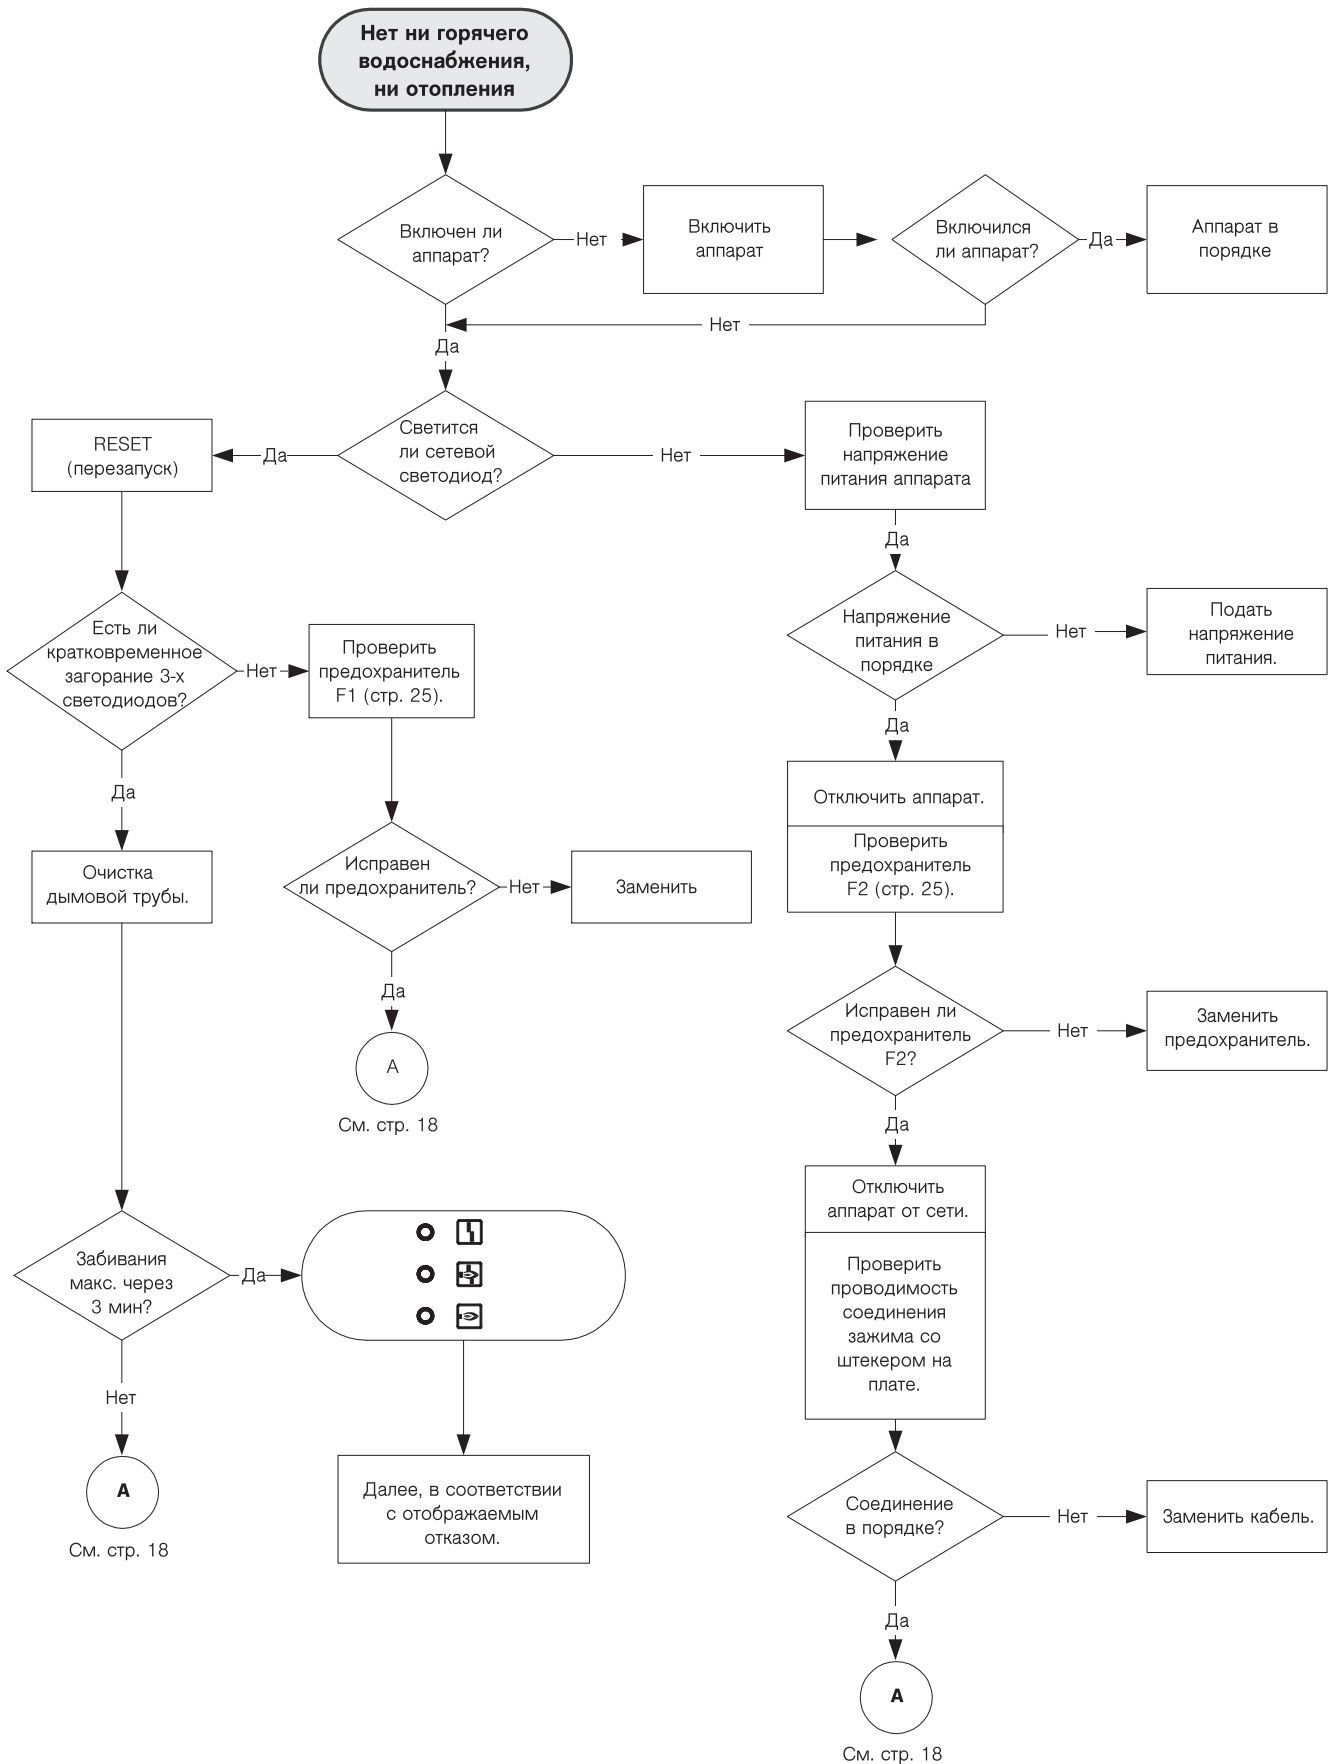 Нет ни горячего
водоснабжения,
ни отопления
Включен ли
аппарат?
Нет
Включить
аппарат
Включился
ли аппарат?
Да
Аппарат в
порядке
Нет
Да
Светится
ли сетевой
светодиод?
Да
RESET
(перезапуск)
Нет
Проверить
напряжение
питания аппарата
Да
Напряжение
питания в
порядке
Нет
Подать
напряжение
питания.
Есть ли
кратковременное
загорание 3-х
светодиодов?
Нет
Проверить
предохранитель
F1 (стр. 25).
Да
Отключить аппарат.
Проверить
предохранитель
F2 (стр. 25).
Да
Очистка
дымовой трубы.
Исправен
ли предохранитель?
Нет
Заменить
Да
A
См. стр. 18
Исправен ли
предохранитель
F2?
Нет
Заменить
предохранитель.
Да
Отключить
аппарат от сети.
Проверить
проводимость
соединения
зажима со
штекером на
плате.
Забивания
макс. через
3 мин?
Да
Нет
A
См. стр. 18
Далее, в соответствии
с отображаемым
отказом.
Соединение
в порядке?
Нет
Заменить кабель.
Да
A
См. стр. 18